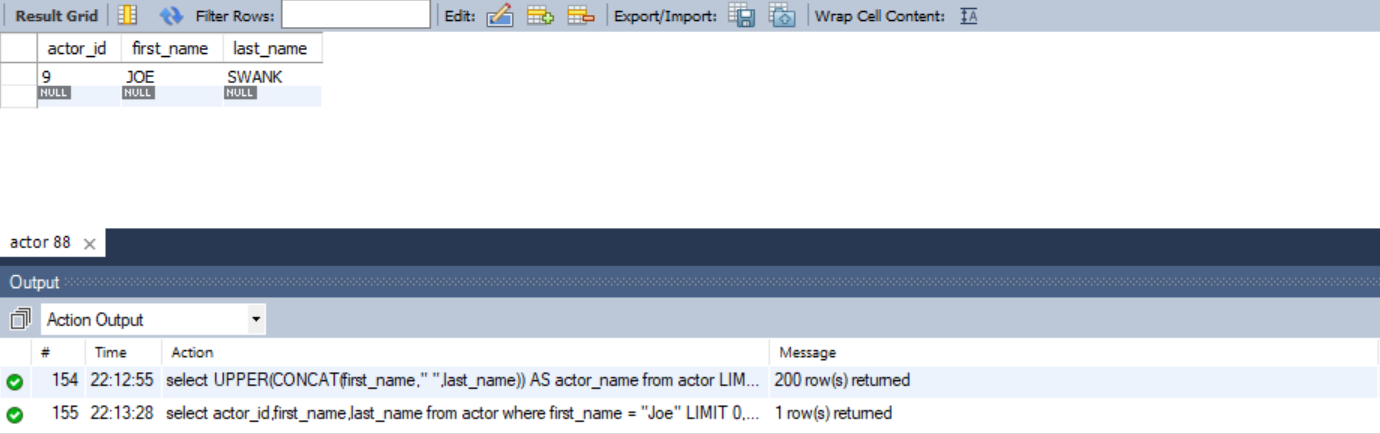 Result Grid Filter Rows: Edit: Export/Import: Wrap Cell Content: IA
actor_id first_name last_name
9 JOE SWANK
NULL NULL NULL
actor 88
Output
Action Output
# Time Action Message
154 22:12:55 select UPPER(CONCAT(first_name," ",last_name)) AS actor_name from actor LIM... 200 row(s) returned
155 22:13:28 select actor_id,first_name,last_name from actor where first_name = "Joe" LIMIT 0,... 1 row(s) returned